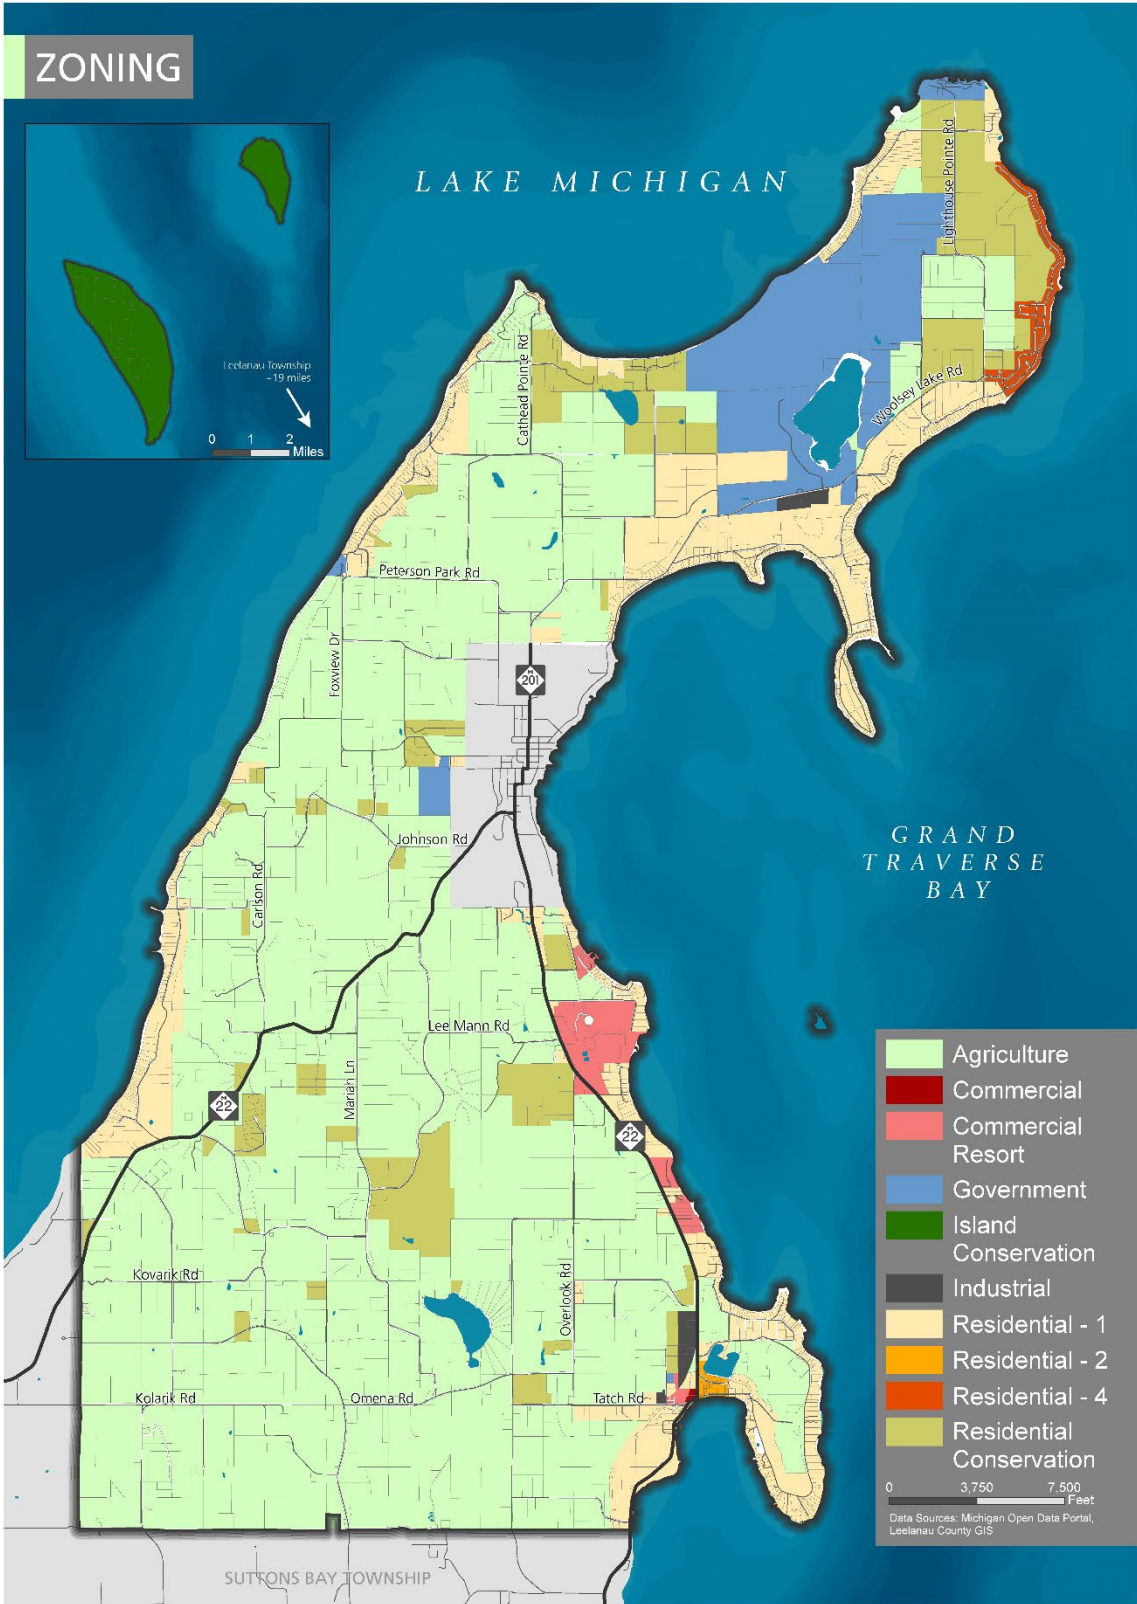 ZONING
LAKE MICHIGAN
Lighthouse Pointe Rd
Leelanau Township
~19 miles
0 1 2
Miles
Cathead Pointe Rd
Woolsey Lake Rd
Peterson Park Rd
Foxview Dr
M
201
Johnson Rd
GRAND
TRAVERSE
BAY
Carlson Rd
Lee Mann Rd
Mariah Ln
M
22
M
22
Kovarik Rd
Overlook Rd
Kolarik Rd
Omena Rd
Tatch Rd
SUTTONS BAY TOWNSHIP
Agriculture
Commercial
Commercial
Resort
Government
Island
Conservation
Industrial
Residential - 1
Residential - 2
Residential - 4
Residential
Conservation
0 3,750 7,500
Feet
Data Sources: Michigan Open Data Portal,
Leelanau County GIS